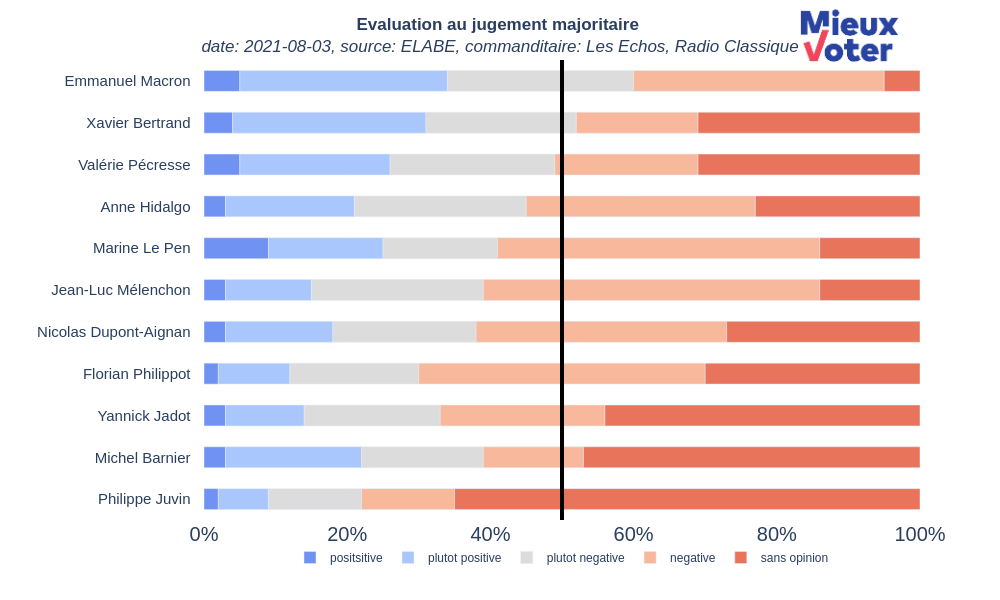 Evaluation au jugement majoritaire
date: 2021-08-03, source: ELABE, commanditaire: Les Echos, Radio Classique
Mieux
Voter
Emmanuel Macron
Xavier Bertrand
Valérie Pécresse
Anne Hidalgo
Marine Le Pen
Jean-Luc Mélenchon
Nicolas Dupont-Aignan
Florian Philippot
Yannick Jadot
Michel Barnier
Philippe Juvin
0% 20% 40% 60% 80% 100%
positsitive plutot positive plutot negative negative sans opinion